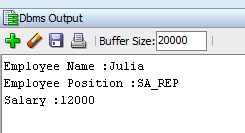 Dbms Output
Buffer Size: 20000
Employee Name :Julia
Employee Position :SA_REP
Salary :12000